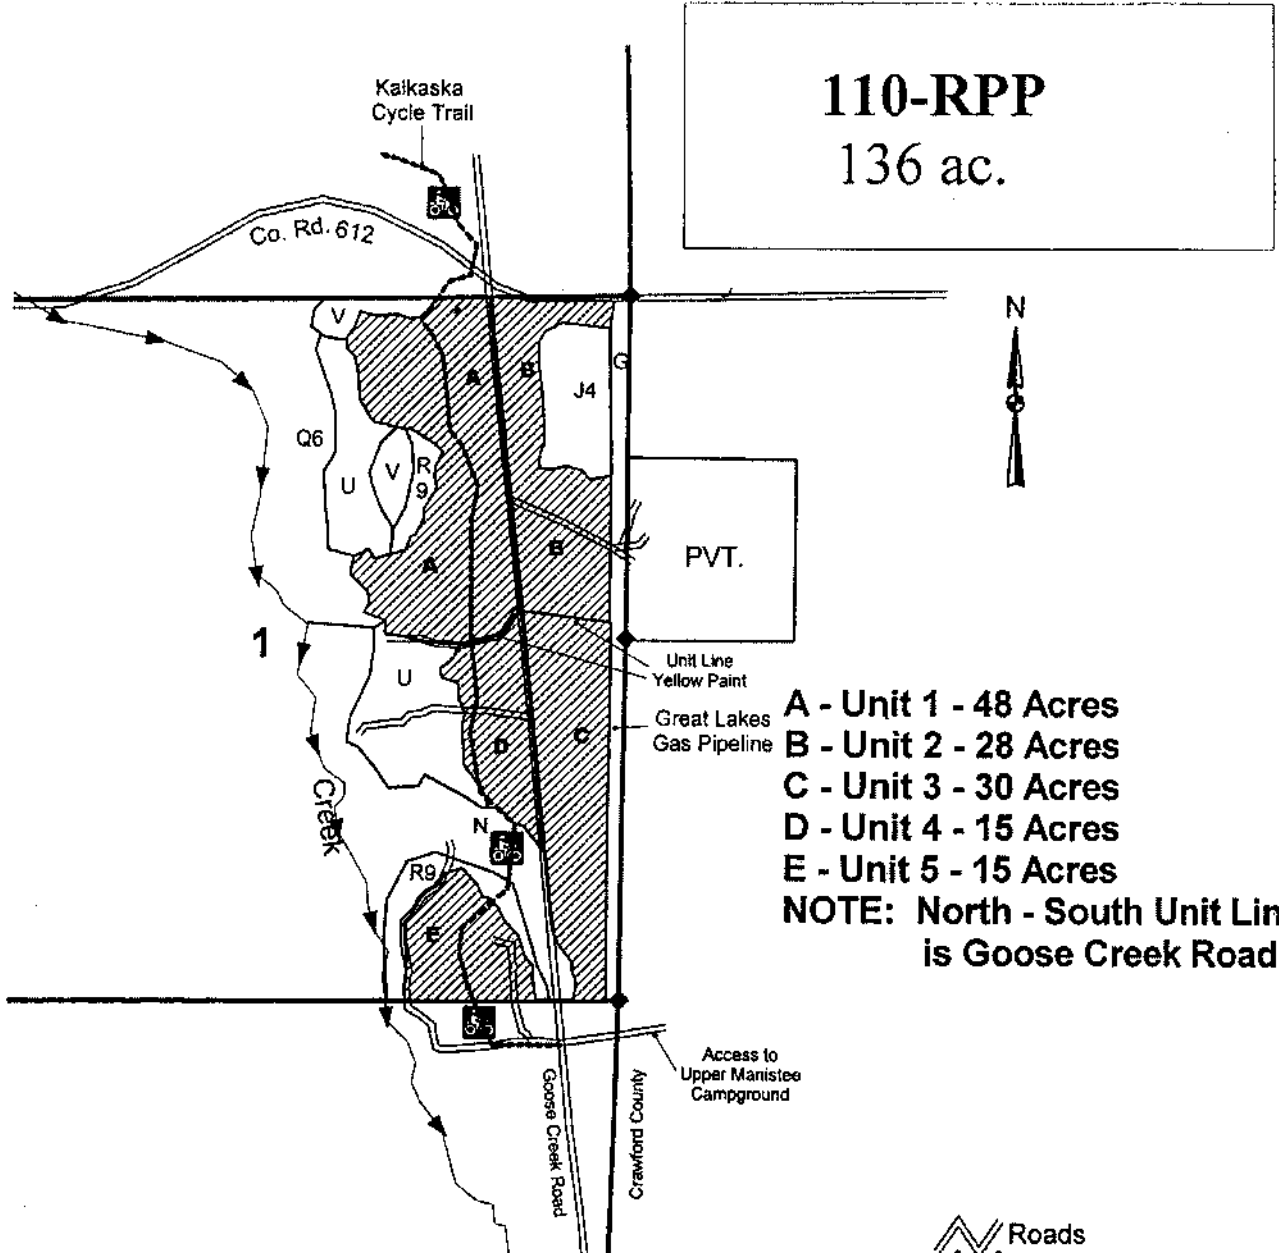 110-RPP
136 ac.
Kalkaska
Cycle Trail
Co. Rd. 612
N
V
A
B
G
J4
Q6
V
R
9
U
B
PVT.
A
1
Unit Line
Yellow Paint
U
Great Lakes
Gas Pipeline
D
C
A - Unit 1 - 48 Acres
B - Unit 2 - 28 Acres
C - Unit 3 - 30 Acres
D - Unit 4 - 15 Acres
E - Unit 5 - 15 Acres
NOTE: North - South Unit Lin
is Goose Creek Road
Creek
N
R9
E
Access to
Upper Manistee
Campground
Goose Creek Road
Crawford County
Roads